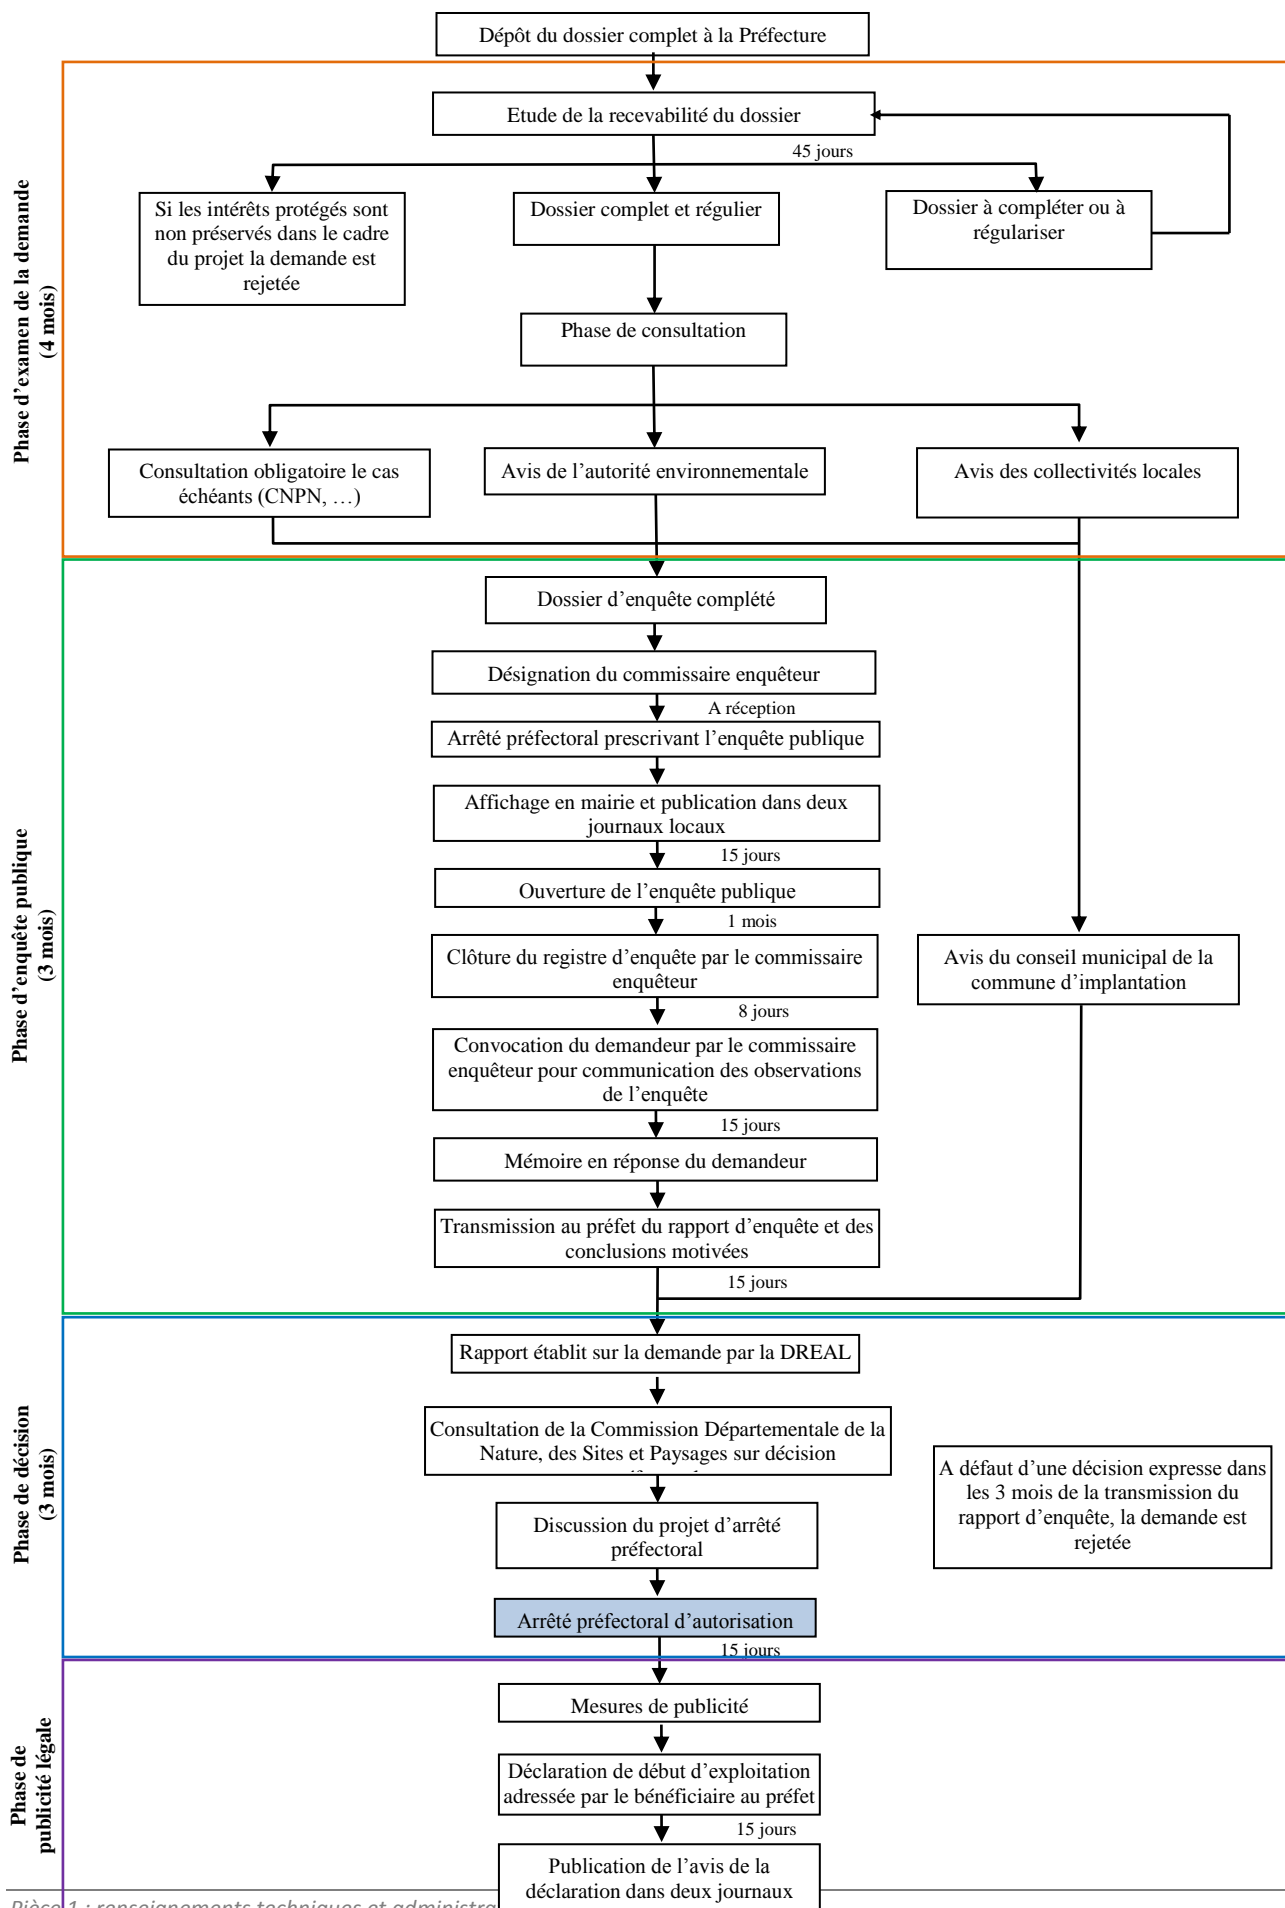 Dépôt du dossier complet à la Préfecture
Phase d’examen de la demande
(4 mois)
Etude de la recevabilité du dossier
45 jours
Si les intérêts protégés sont
non préservés dans le cadre
du projet la demande est
rejetée
Dossier complet et régulier
Dossier à compléter ou à
régulariser
Phase de consultation
Consultation obligatoire le cas
échéants (CNPN, …)
Avis de l’autorité environnementale
Avis des collectivités locales
Phase d’enquête publique
(3 mois)
Dossier d’enquête complété
Désignation du commissaire enquêteur
A réception
Arrêté préfectoral prescrivant l’enquête publique
Affichage en mairie et publication dans deux
journaux locaux
15 jours
Ouverture de l’enquête publique
1 mois
Clôture du registre d’enquête par le commissaire
enquêteur
Avis du conseil municipal de la
commune d’implantation
8 jours
Convocation du demandeur par le commissaire
enquêteur pour communication des observations
de l’enquête
15 jours
Mémoire en réponse du demandeur
Transmission au préfet du rapport d’enquête et des
conclusions motivées
15 jours
Phase de décision
(3 mois)
Rapport établit sur la demande par la DREAL
Consultation de la Commission Départementale de la
Nature, des Sites et Paysages sur décision
A défaut d’une décision expresse dans
les 3 mois de la transmission du
rapport d’enquête, la demande est
rejetée
Discussion du projet d’arrêté
préfectoral
Arrêté préfectoral d’autorisation
15 jours
Phase de
publicité légale
Mesures de publicité
Déclaration de début d’exploitation
adressée par le bénéficiaire au préfet
15 jours
Publication de l’avis de la
déclaration dans deux journaux
Pièce 1 : renseignements techniques et